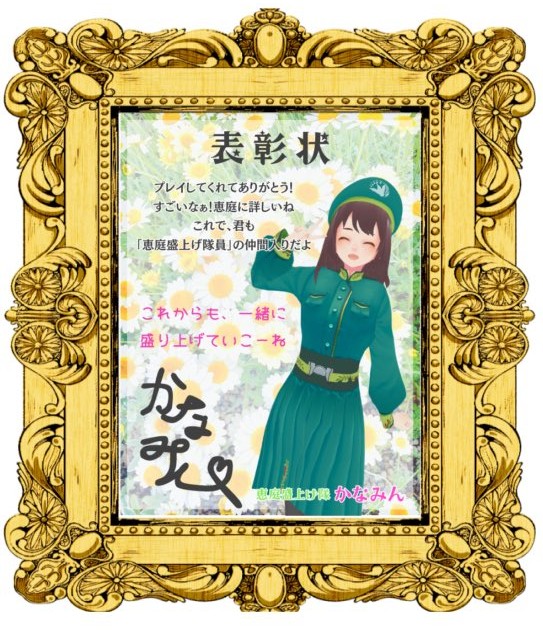 表彰状
プレイしてくれてありがとう!
すごいなぁ!恵庭に詳しいね
これで、君も
「恵庭盛上げ隊員」の仲間入りだよ
これからも、一緒に
盛り上げていこーね
かなみん
恵庭盛上げ隊 かなみん